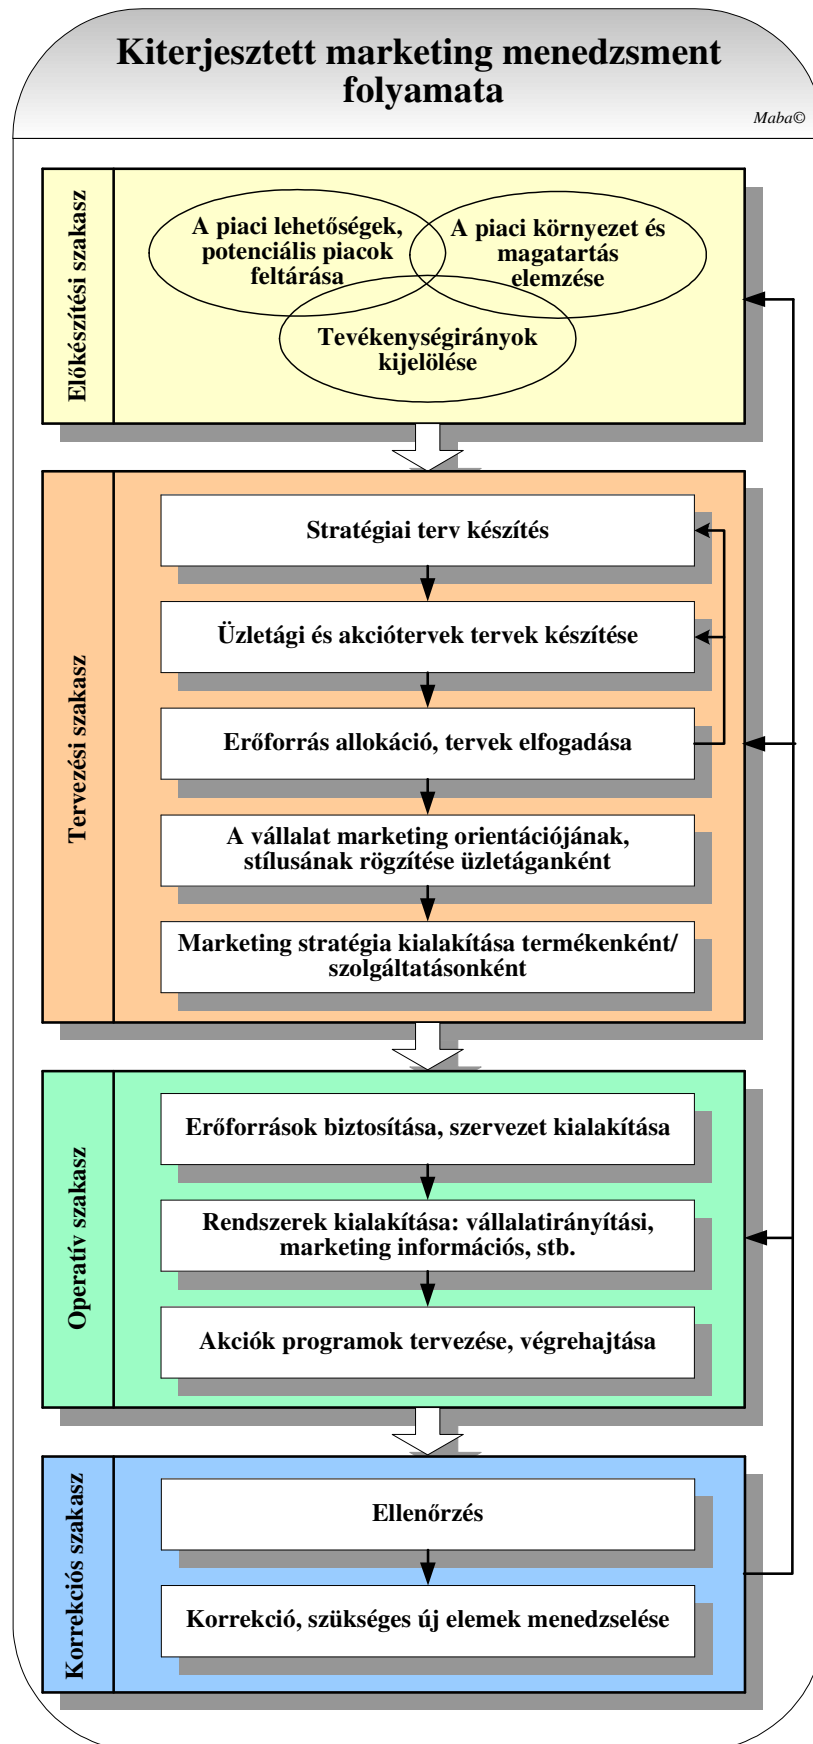 Kiterjesztett marketing menedzsment
folyamata
Maba©
Előkészítési szakasz
A piaci lehetőségek,
potenciális piacok
feltárása
A piaci környezet és
magatartás
elemzése
Tevékenységirányok
kijelölése
Tervezési szakasz
Stratégiai terv készítés
Üzletági és akciótervek tervek készítése
Erőforrás allokáció, tervek elfogadása
A vállalat marketing orientációjának,
stílusának rögzítése üzletáganként
Marketing stratégia kialakítása termékenként/
szolgáltatásonként
Operatív szakasz
Erőforrások biztosítása, szervezet kialakítása
Rendszerek kialakítása: vállalatirányítási,
marketing információs, stb.
Akciók programok tervezése, végrehajtása
Korrekciós szakasz
Ellenőrzés
Korrekció, szükséges új elemek menedzselése